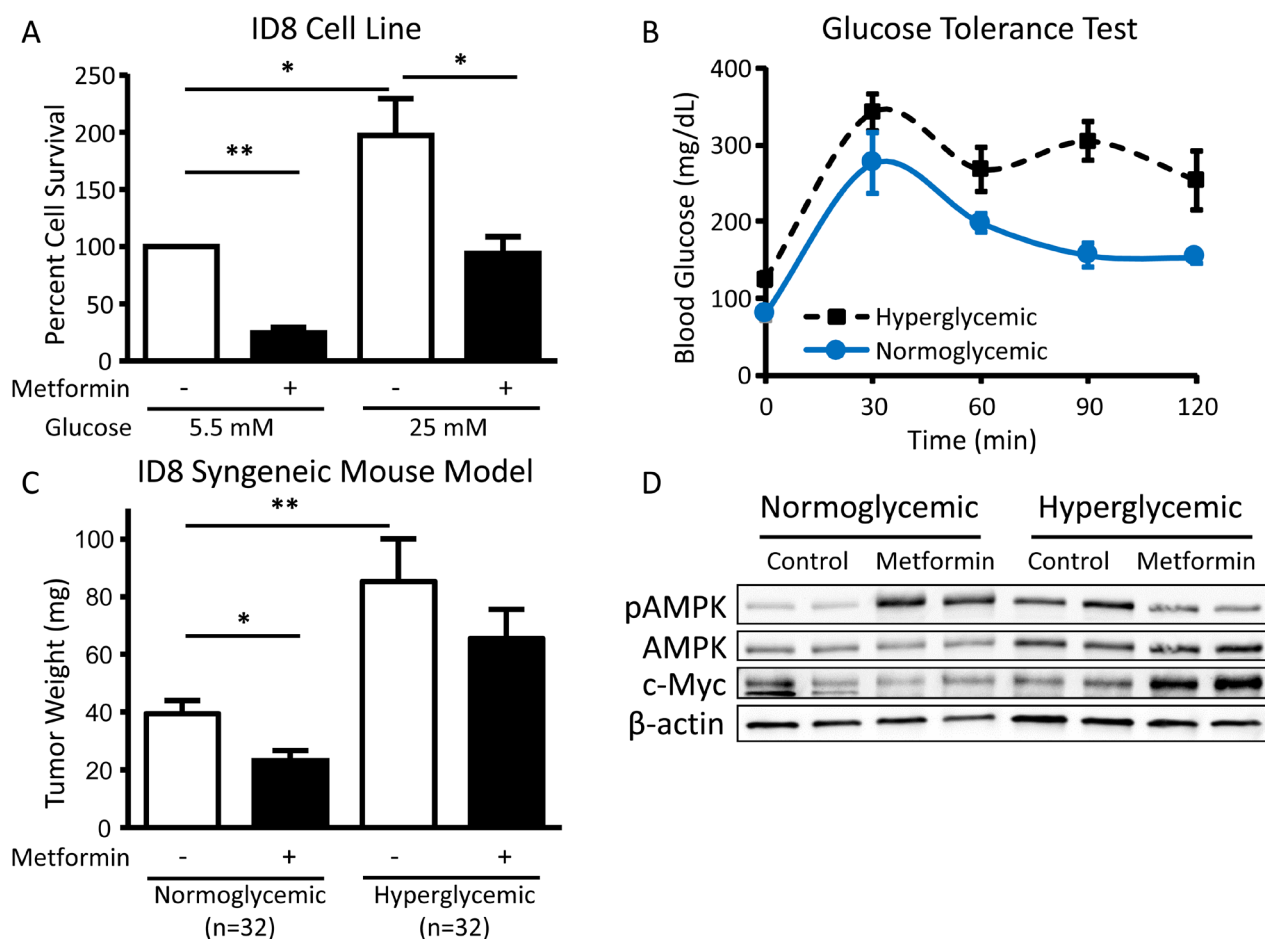 A
ID8 Cell Line
Percent Cell Survival
250
200
150
100
50
0
*
*
**
Metformin - + - +
Glucose 5.5 mM 25 mM
B
Glucose Tolerance Test
Blood Glucose (mg/dL)
400
300
200
100
0
Hyperglycemic
Normoglycemic
0 30 60 90 120
Time (min)
C
ID8 Syngeneic Mouse Model
Tumor Weight (mg)
100
80
60
40
20
0
**
*
Metformin - + - +
Normoglycemic Hyperglycemic
(n=32) (n=32)
D
Normoglycemic Hyperglycemic
Control Metformin Control Metformin
pAMPK
AMPK
c-Myc
β-actin